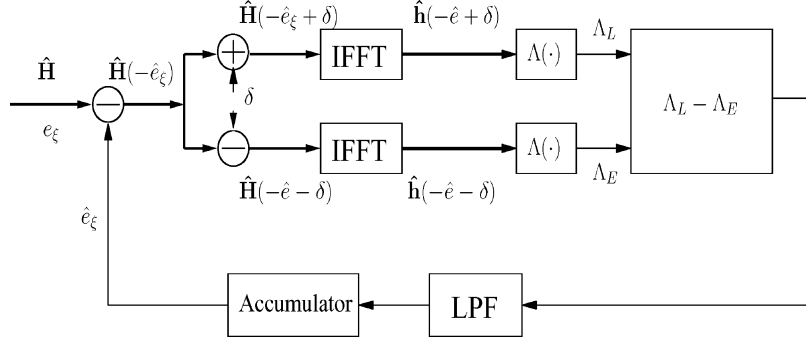 Ĥ(−ê_ξ + δ)
ĥ(−ê + δ)
Λ_L
IFFT
Λ(·)
Ĥ
Ĥ(−ê_ξ)
+
δ
Λ_L − Λ_E
−
e_ξ
−
IFFT
Λ(·)
Λ_E
Ĥ(−ê − δ)
ĥ(−ê − δ)
ê_ξ
Accumulator
LPF